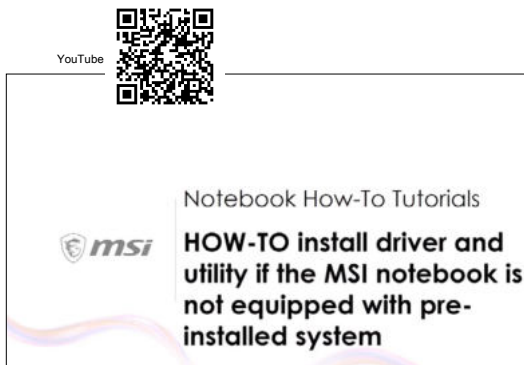 YouTube
Notebook How-To Tutorials
msi
HOW-TO install driver and
utility if the MSI notebook is
not equipped with pre-
installed system